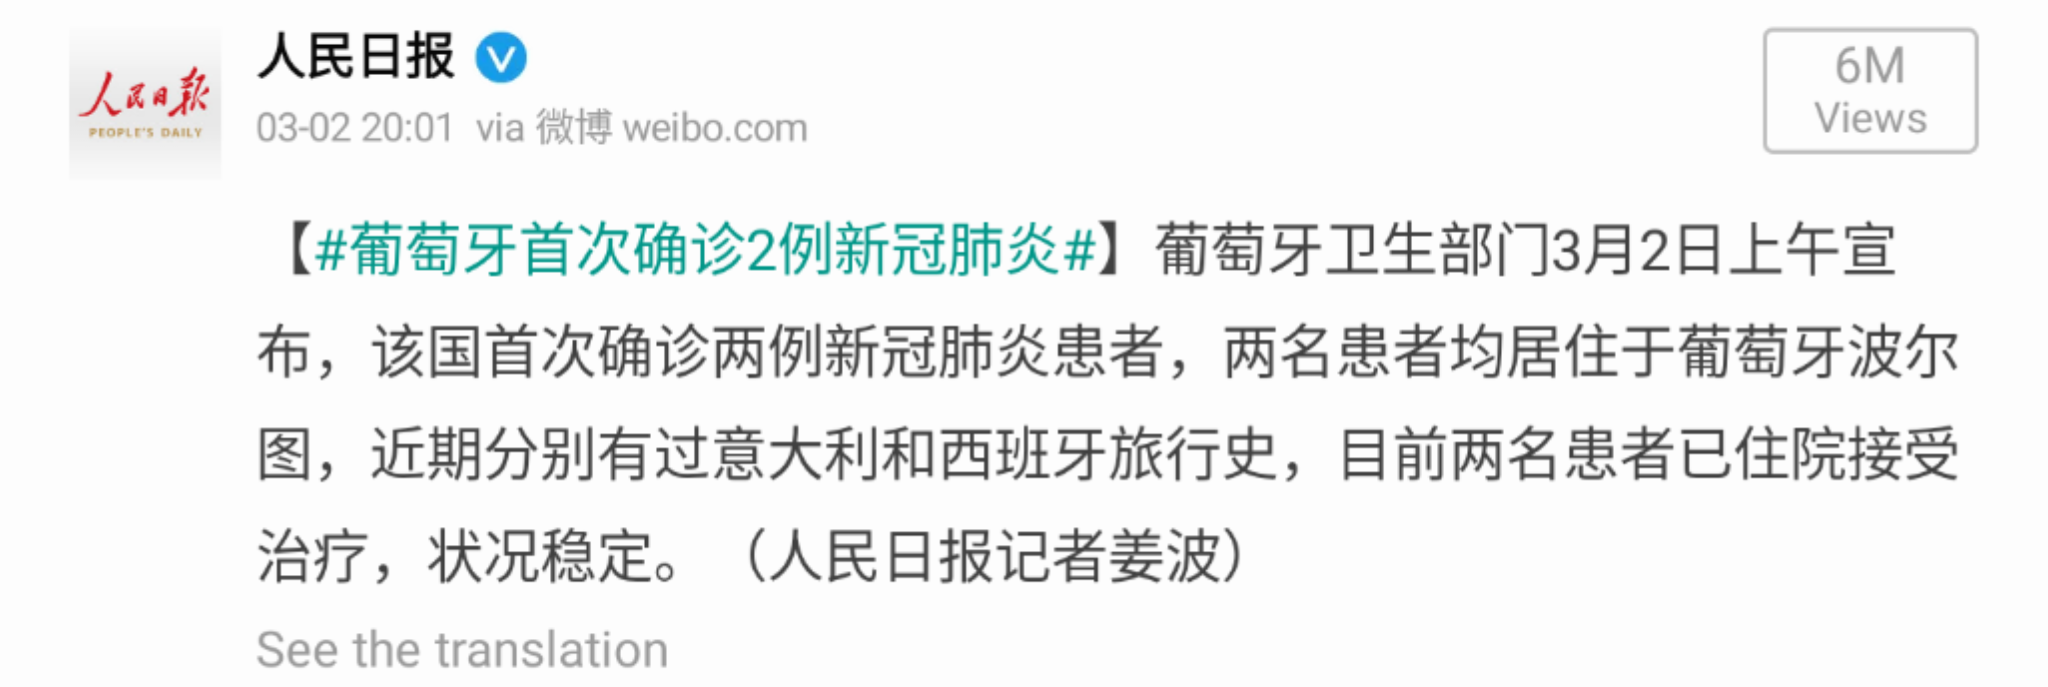 人民日報
PEOPLE'S DAILY
人民日报
03-02 20:01 via 微博 weibo.com
6M
Views
【#葡萄牙首次确诊2例新冠肺炎#】葡萄牙卫生部门3月2日上午宣
布，该国首次确诊两例新冠肺炎患者，两名患者均居住于葡萄牙波尔
图，近期分别有过意大利和西班牙旅行史，目前两名患者已住院接受
治疗，状况稳定。（人民日报记者姜波）
See the translation